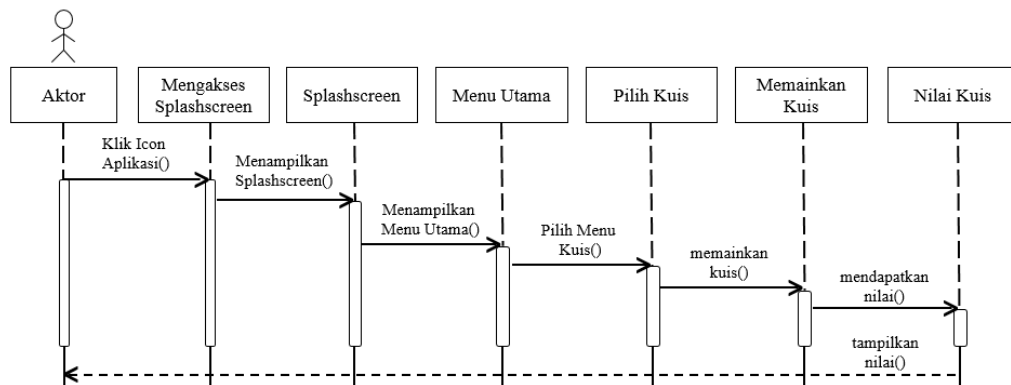 Aktor
Mengakses
Splashscreen
Splashscreen
Menu Utama
Pilih Kuis
Memainkan
Kuis
Nilai Kuis
Klik Icon
Aplikasi()
Menampilkan
Splashscreen()
Menampilkan
Menu Utama()
Pilih Menu
Kuis()
memainkan
kuis()
mendapatkan
nilai()
tampilkan
nilai()